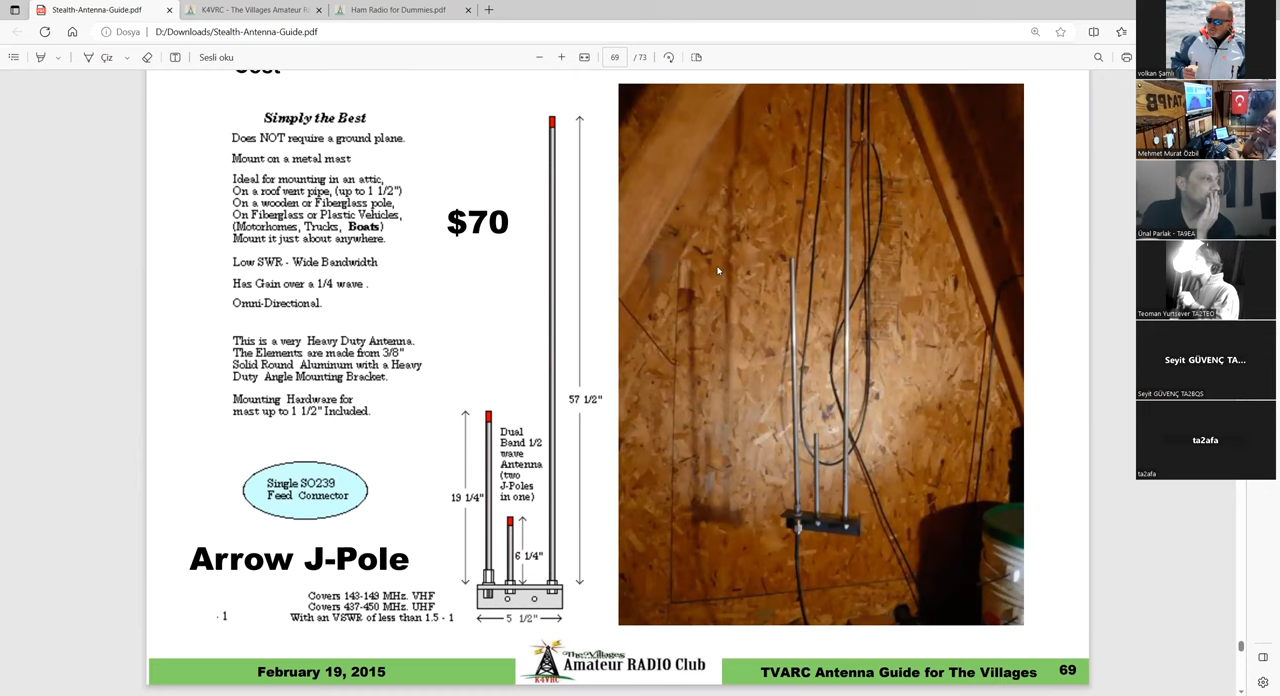 Stealth-Antenna-Guide.pdf
K4VRC - The Villages Amateur R
Ham Radio for Dummies.pdf
Dosya
D:/Downloads/Stealth-Antenna-Guide.pdf
Çiz
Sesli oku
69
/ 73
Simply the Best
Does NOT require a ground plane.
Mount on a metal mast
Ideal for mounting in an attic,
On a roof vent pipe, (up to 1 1/2")
On a wooden or Fiberglass pole,
On Fiberglass or Plastic Vehicles,
(Motorhomes, Trucks, Boats)
Mount it just about anywhere.
Low SWR - Wide Bandwidth
Has Gain over a 1/4 wave .
Omni-Directional.
This is a very Heavy Duty Antenna.
The Elements are made from 3/8"
Solid Round Aluminum with a Heavy
Duty Angle Mounting Bracket.
Mounting Hardware for
mast up to 1 1/2" Included.
$70
57 1/2"
Dual
Band 1/2
wave
Antenna
(two
J-Poles
in one)
19 1/4"
6 1/4"
5 1/2"
Single SO239
Feed Connector
Arrow J-Pole
Covers 143-149 MHz. VHF
Covers 437-450 MHz. UHF
With an VSWR of less than 1.5 - 1
. 1
February 19, 2015
The Villages
Amateur RADIO Club
K4VRC
TVARC Antenna Guide for The Villages
69
volkan Şamlı
TA1PB
Mehmet Murat Özbil
Ünal Parlak - TA9EA
Teoman Yurtsever TA2TEO
Seyit GÜVENÇ TA...
Seyit GÜVENÇ TA2BQS
ta2afa
ta2afa